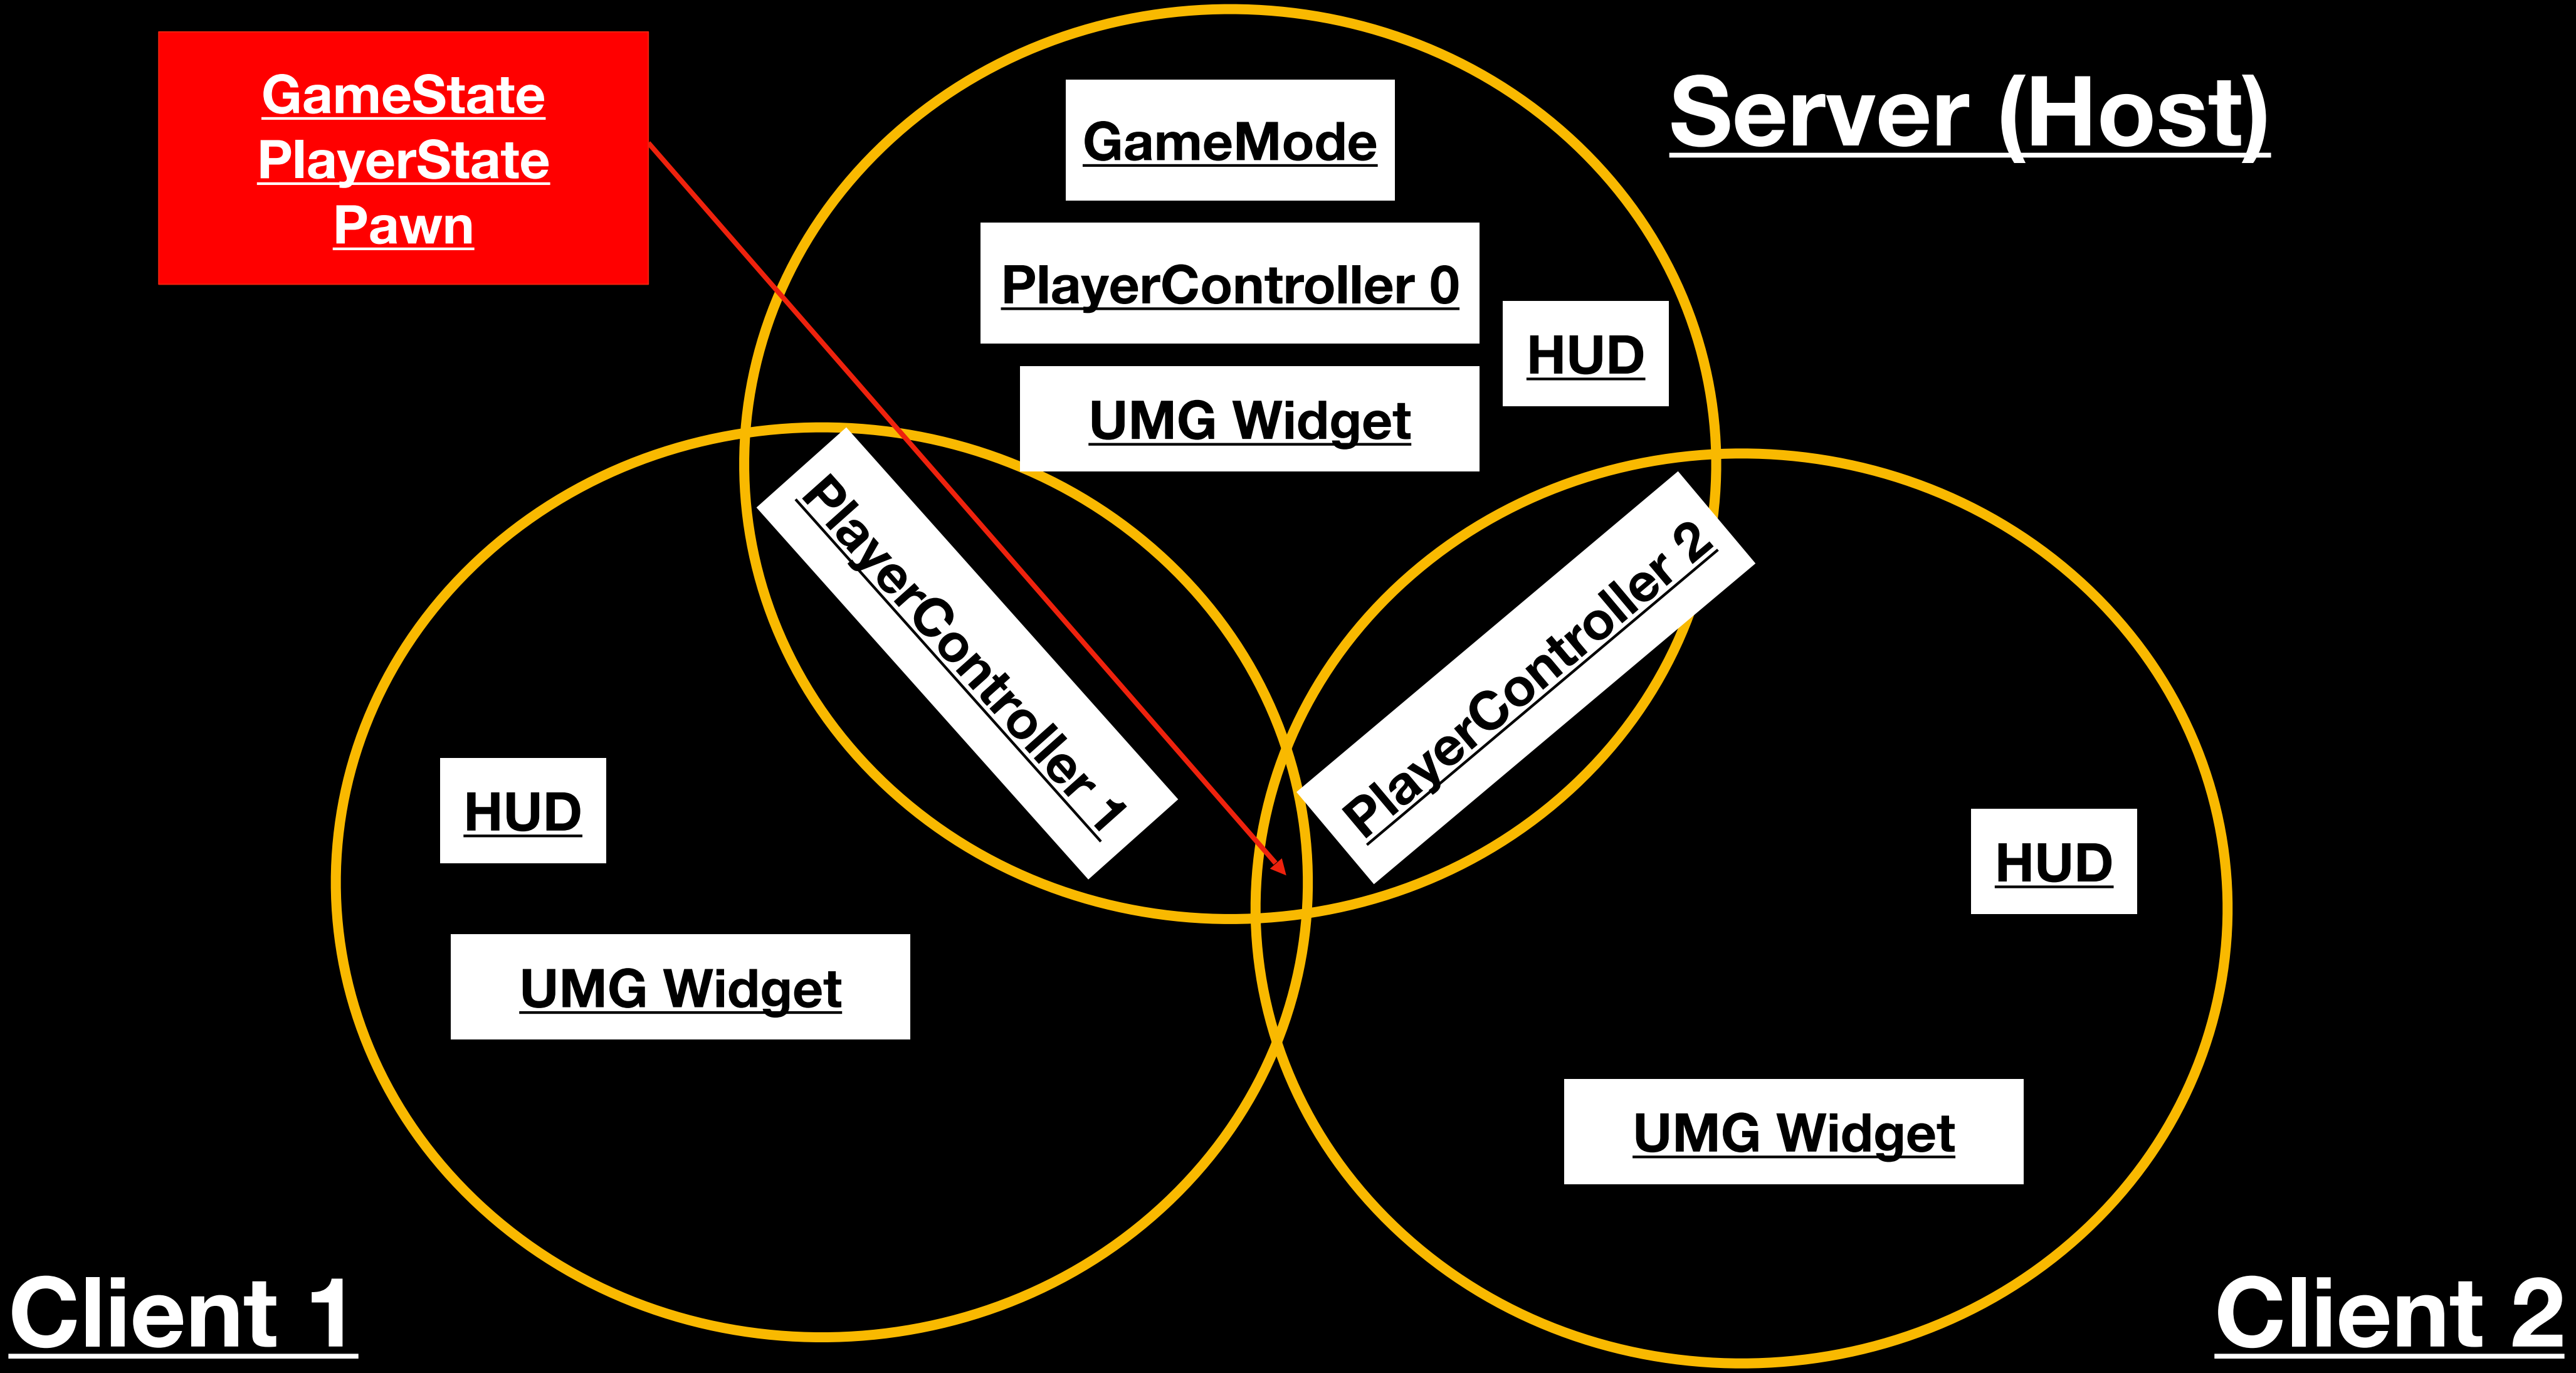 GameState
PlayerState
Pawn
GameMode
Server (Host)
PlayerController 0
HUD
UMG Widget
PlayerController 1
PlayerController 2
HUD
HUD
UMG Widget
UMG Widget
Client 1
Client 2